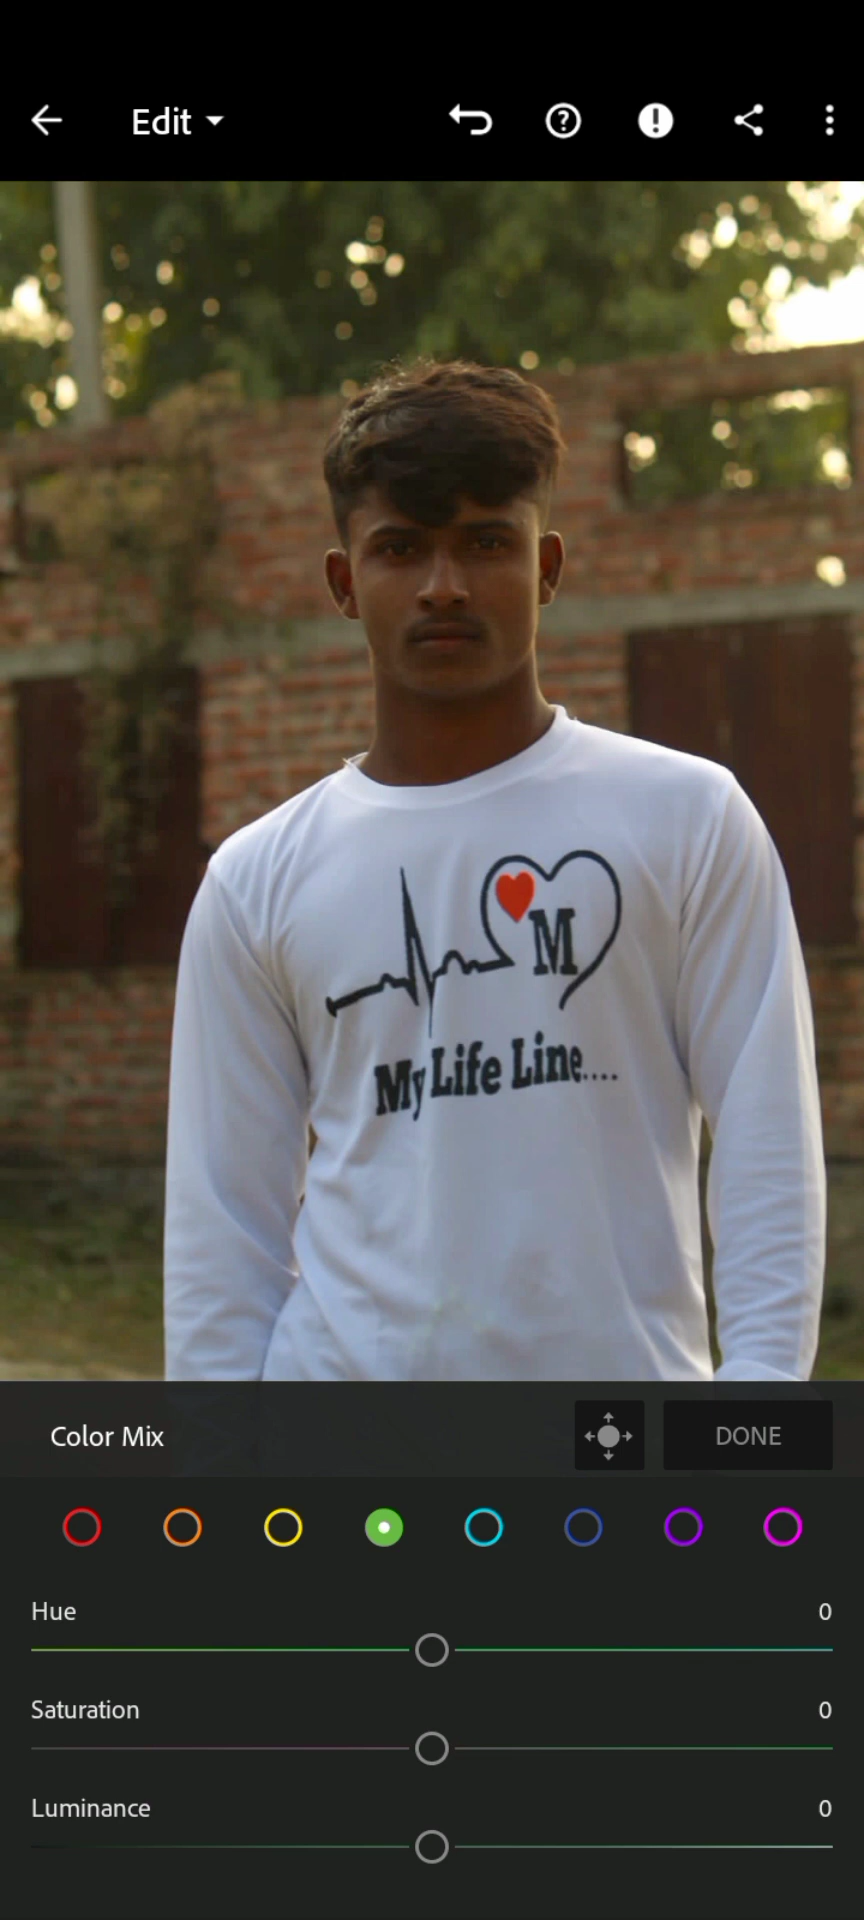 Edit
M
My Life Line....
Color Mix
DONE
Hue
0
Saturation
0
Luminance
0